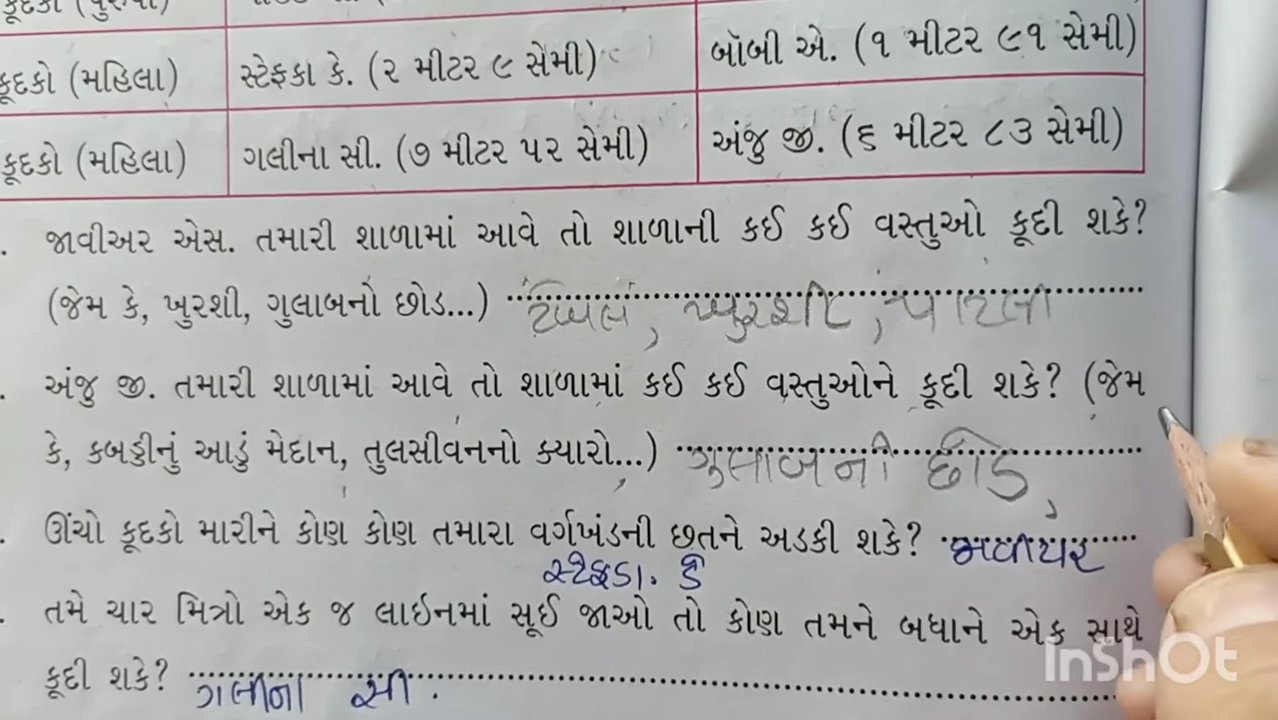 કૂદકો (મહિલા) સ્ટેફકા કે. (૨ મીટર ૯ સેમી) બૉબી એ. (૧ મીટર ૯૧ સેમી)
કૂદકો (મહિલા) ગલીના સી. (૭ મીટર ૫૨ સેમી) અંજુ જી. (૬ મીટર ૮૩ સેમી)
. જાવીઅર એસ. તમારી શાળામાં આવે તો શાળાની કઈ કઈ વસ્તુઓ કૂદી શકે?
(જેમ કે, ખુરશી, ગુલાબનો છોડ...) ટેબલ, ખુરશી, પાટલી
. અંજુ જી. તમારી શાળામાં આવે તો શાળામાં કઈ કઈ વસ્તુઓને કૂદી શકે? (જેમ
કે, કબડ્ડીનું આડું મેદાન, તુલસીવનનો ક્યારો...) ગુલાબની છોડ,
. ઊંચો કૂદકો મારીને કોણ કોણ તમારા વર્ગખંડની છતને અડકી શકે?
સ્ટેફકા. કે
. તમે ચાર મિત્રો એક જ લાઇનમાં સૂઈ જાઓ તો કોણ તમને બધાને એક સાથે
કૂદી શકે? ગલીના સી.
InShOt